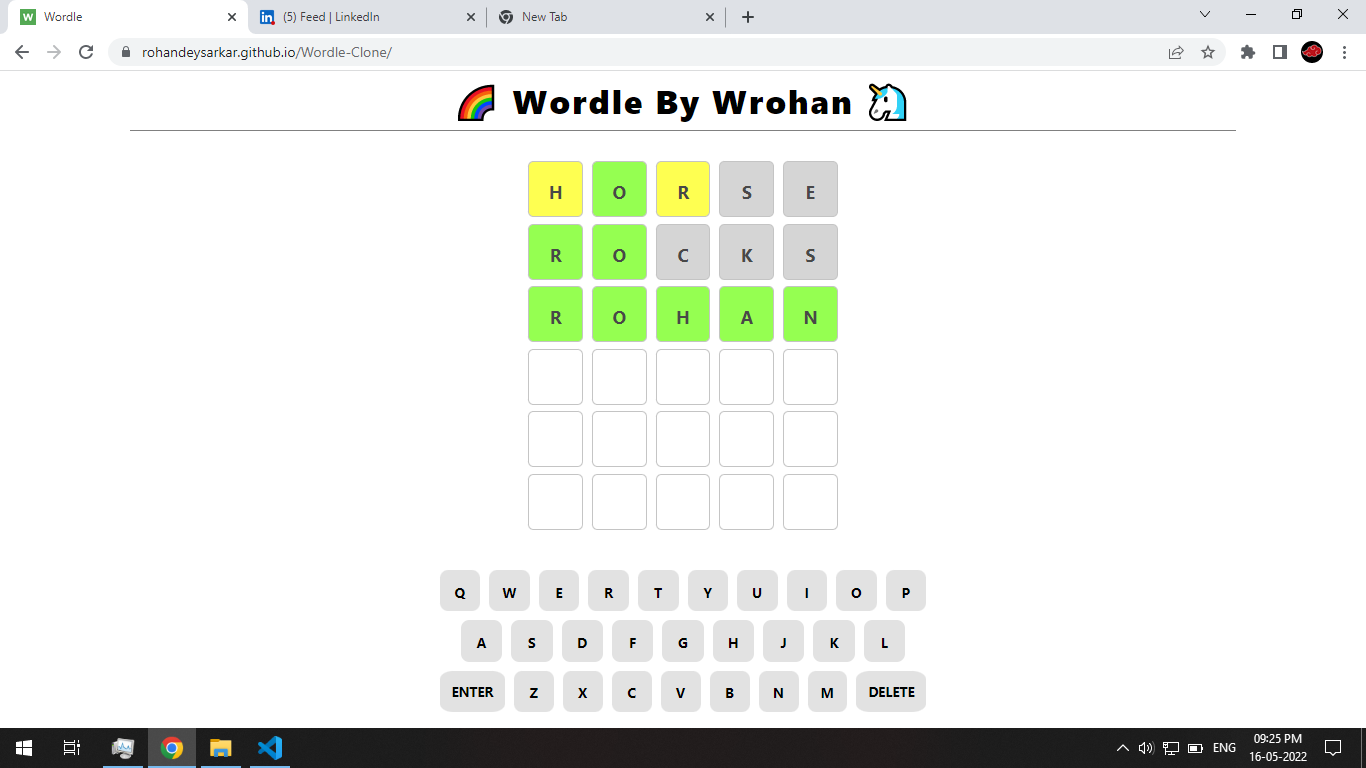 W Wordle (5) Feed | LinkedIn New Tab
rohandeysarkar.github.io/Wordle-Clone/
Wordle By Wrohan
H O R S E
R O C K S
R O H A N
Q W E R T Y U I O P
A S D F G H J K L
ENTER Z X C V B N M DELETE
ENG 09:25 PM
16-05-2022